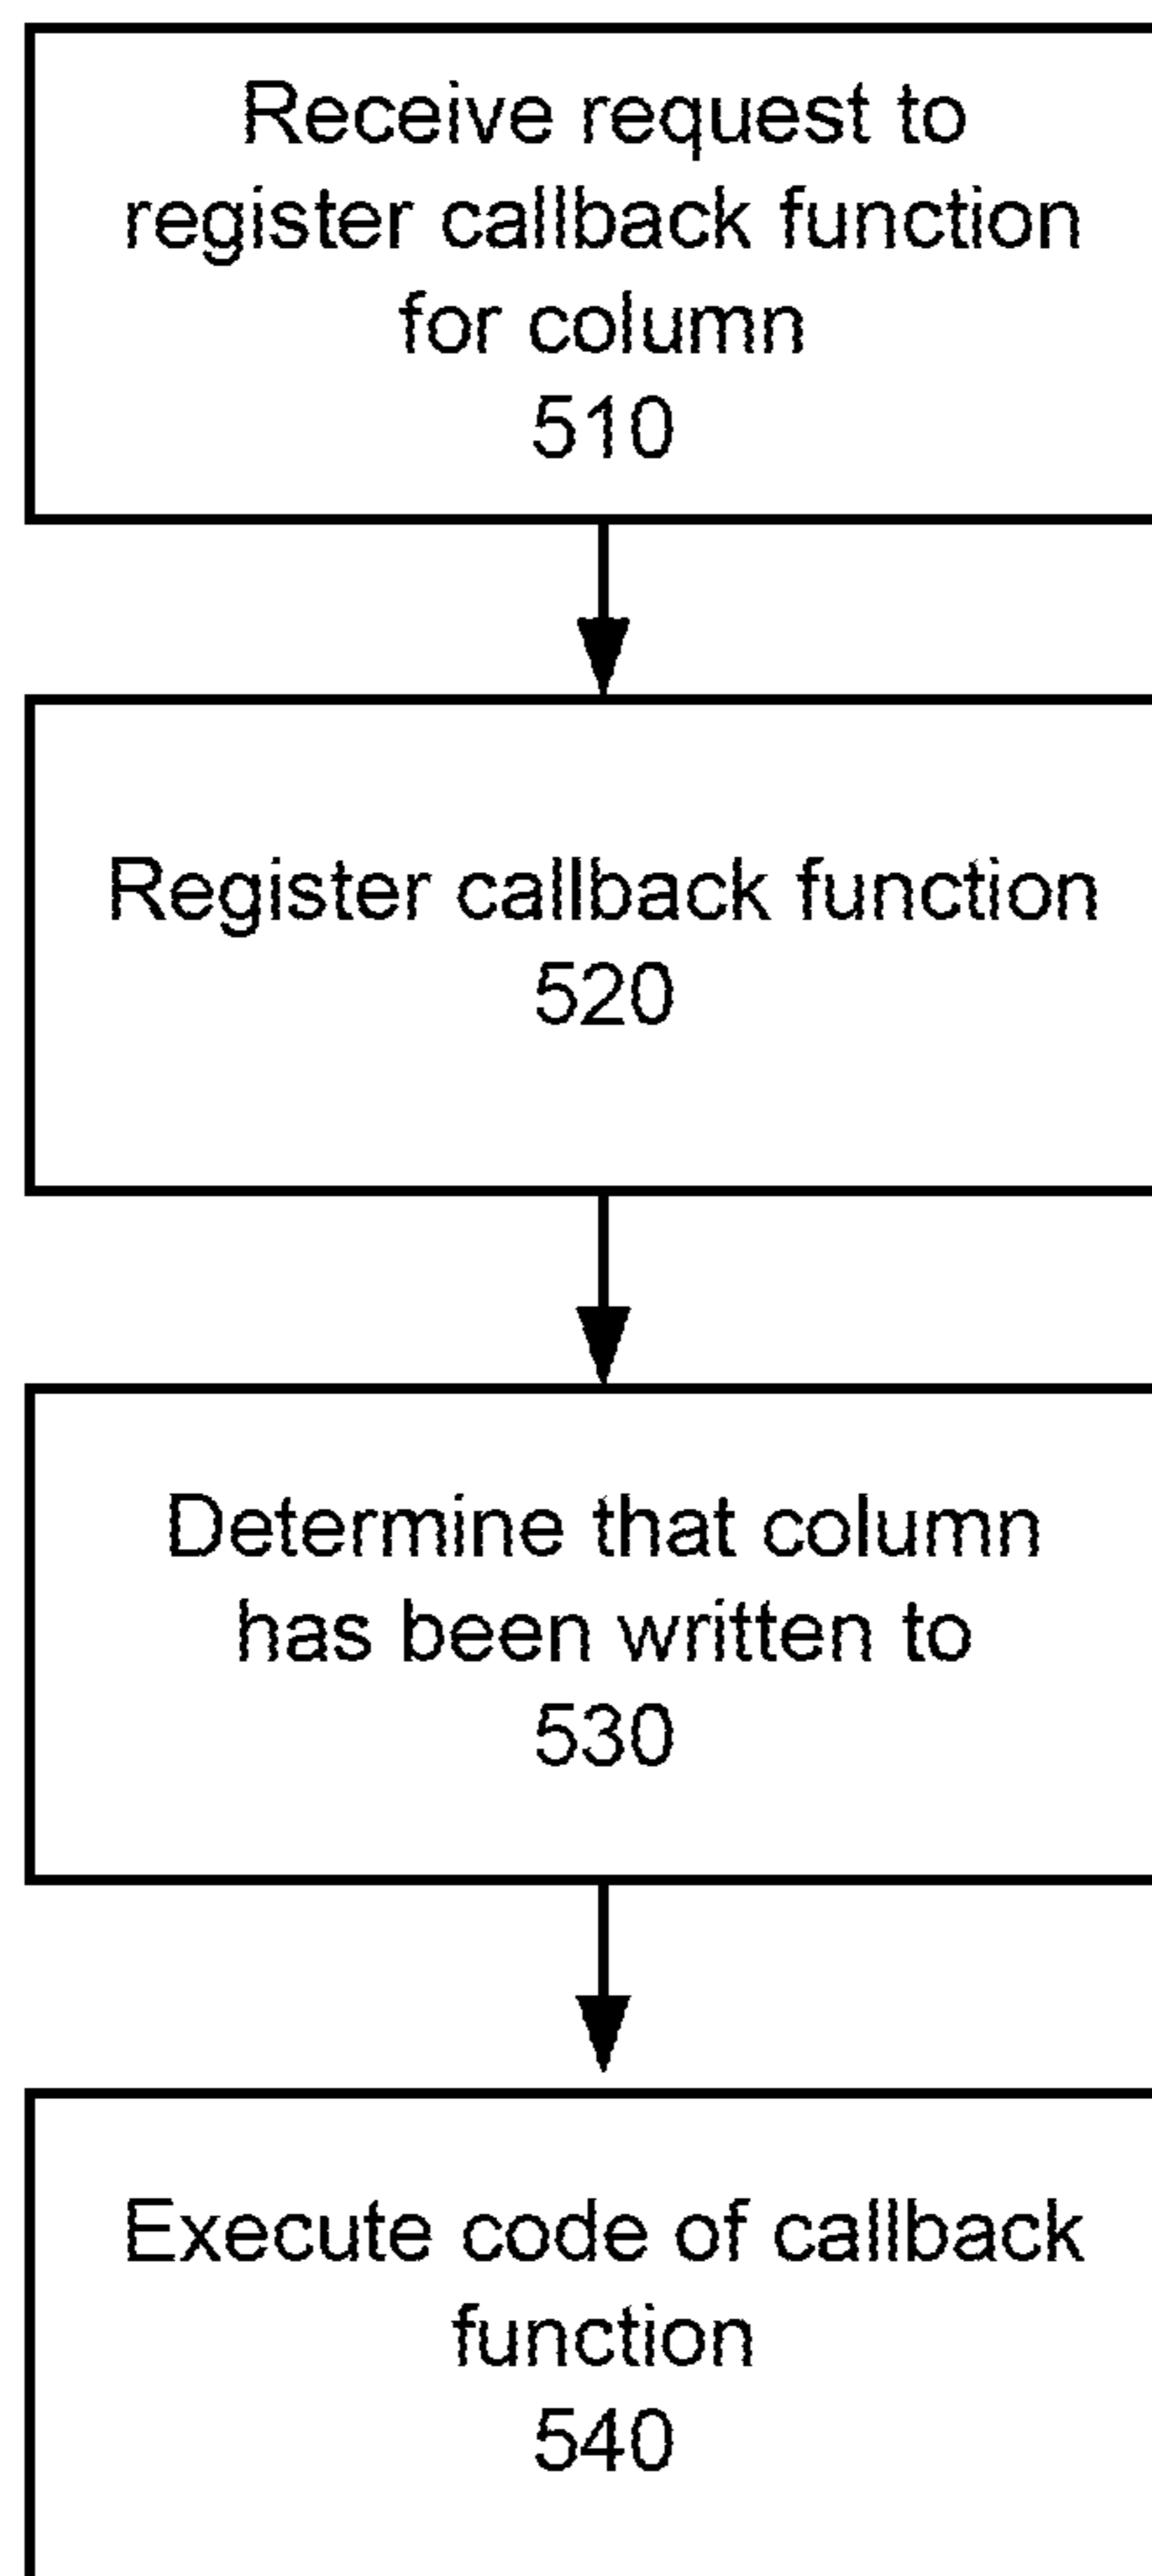 Receive request to
register callback function
for column
510
Register callback function
520
Determine that column
has been written to
530
Execute code of callback
function
540